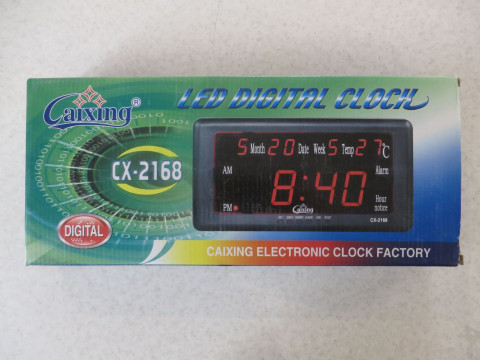 Caixing®
LED DIGITAL CLOCK
CX-2168
DIGITAL
5 Month 20 Date Week 5 Temp 27°C
AM
Alarm
8:40
PM
Hour
notice
Caixing
CX-2168
CAIXING ELECTRONIC CLOCK FACTORY